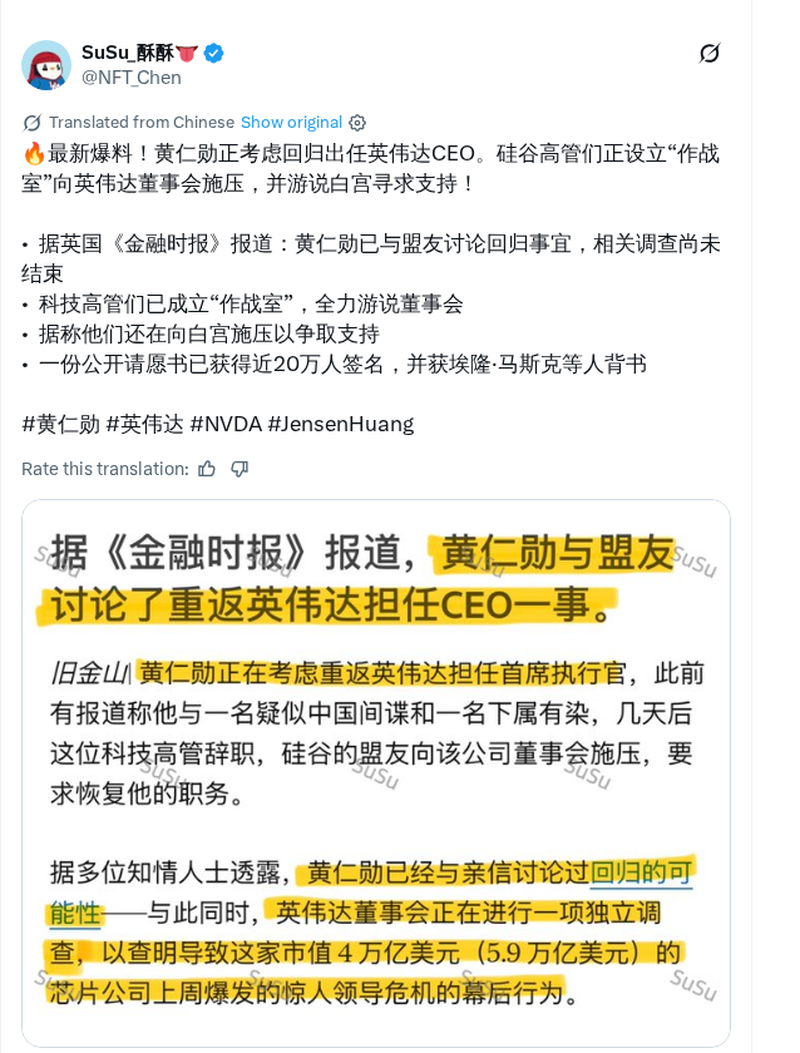 SuSu_酥酥👅
@NFT_Chen
Translated from Chinese Show original
🔥最新爆料！黄仁勋正考虑回归出任英伟达CEO。硅谷高管们正设立“作战
室”向英伟达董事会施压，并游说白宫寻求支持！
• 据英国《金融时报》报道：黄仁勋已与盟友讨论回归事宜，相关调查尚未
结束
• 科技高管们已成立“作战室”，全力游说董事会
• 据称他们还在向白宫施压以争取支持
• 一份公开请愿书已获得近20万人签名，并获埃隆·马斯克等人背书
#黄仁勋 #英伟达 #NVDA #JensenHuang
Rate this translation:
据《金融时报》报道，黄仁勋与盟友
讨论了重返英伟达担任CEO一事。
旧金山| 黄仁勋正在考虑重返英伟达担任首席执行官，此前
有报道称他与一名疑似中国间谍和一名下属有染，几天后
这位科技高管辞职，硅谷的盟友向该公司董事会施压，要
求恢复他的职务。
据多位知情人士透露，黄仁勋已经与亲信讨论过回归的可
能性——与此同时，英伟达董事会正在进行一项独立调
查，以查明导致这家市值 4 万亿美元（5.9 万亿美元）的
芯片公司上周爆发的惊人领导危机的幕后行为。
SuSu
SuSu
SuSu
SuSu
SuSu
SuSu
SuSu
SuSu
SuSu
SuSu
SuSu